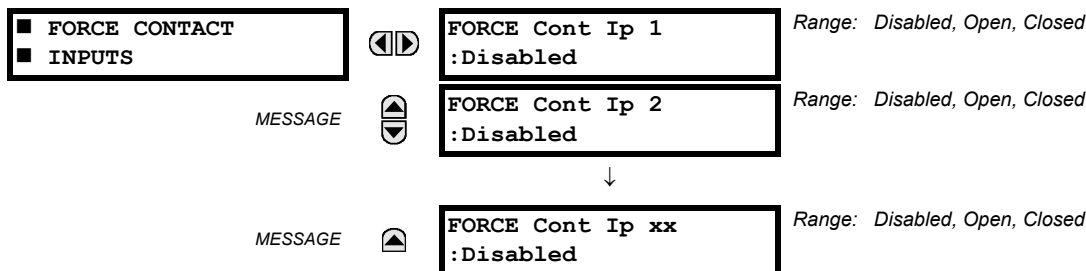 ■ FORCE CONTACT
■ INPUTS
FORCE Cont Ip 1
:Disabled
Range: Disabled, Open, Closed
MESSAGE
FORCE Cont Ip 2
:Disabled
Range: Disabled, Open, Closed
↓
MESSAGE
FORCE Cont Ip xx
:Disabled
Range: Disabled, Open, Closed